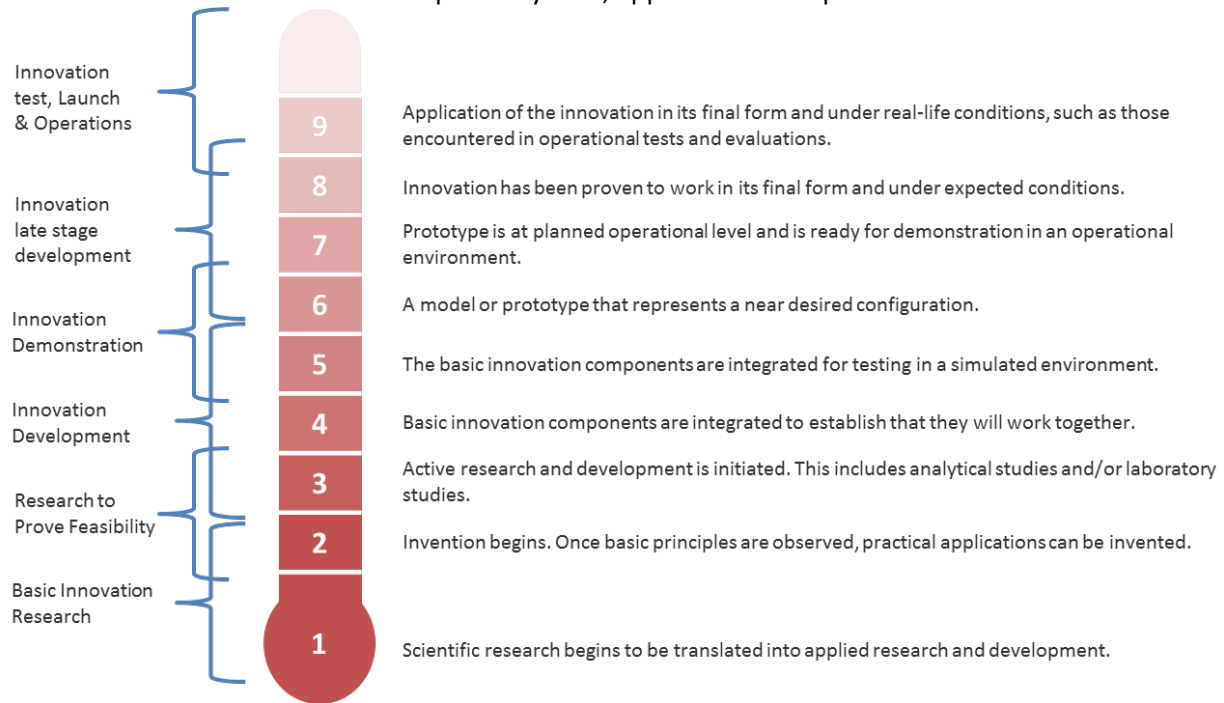 Innovation
test, Launch
& Operations
9
Application of the innovation in its final form and under real-life conditions, such as those
encountered in operational tests and evaluations.
8
Innovation has been proven to work in its final form and under expected conditions.
Innovation
late stage
development
7
Prototype is at planned operational level and is ready for demonstration in an operational
environment.
6
A model or prototype that represents a near desired configuration.
Innovation
Demonstration
5
The basic innovation components are integrated for testing in a simulated environment.
Innovation
Development
4
Basic innovation components are integrated to establish that they will work together.
3
Active research and development is initiated. This includes analytical studies and/or laboratory
studies.
Research to
Prove Feasibility
2
Invention begins. Once basic principles are observed, practical applications can be invented.
Basic Innovation
Research
1
Scientific research begins to be translated into applied research and development.